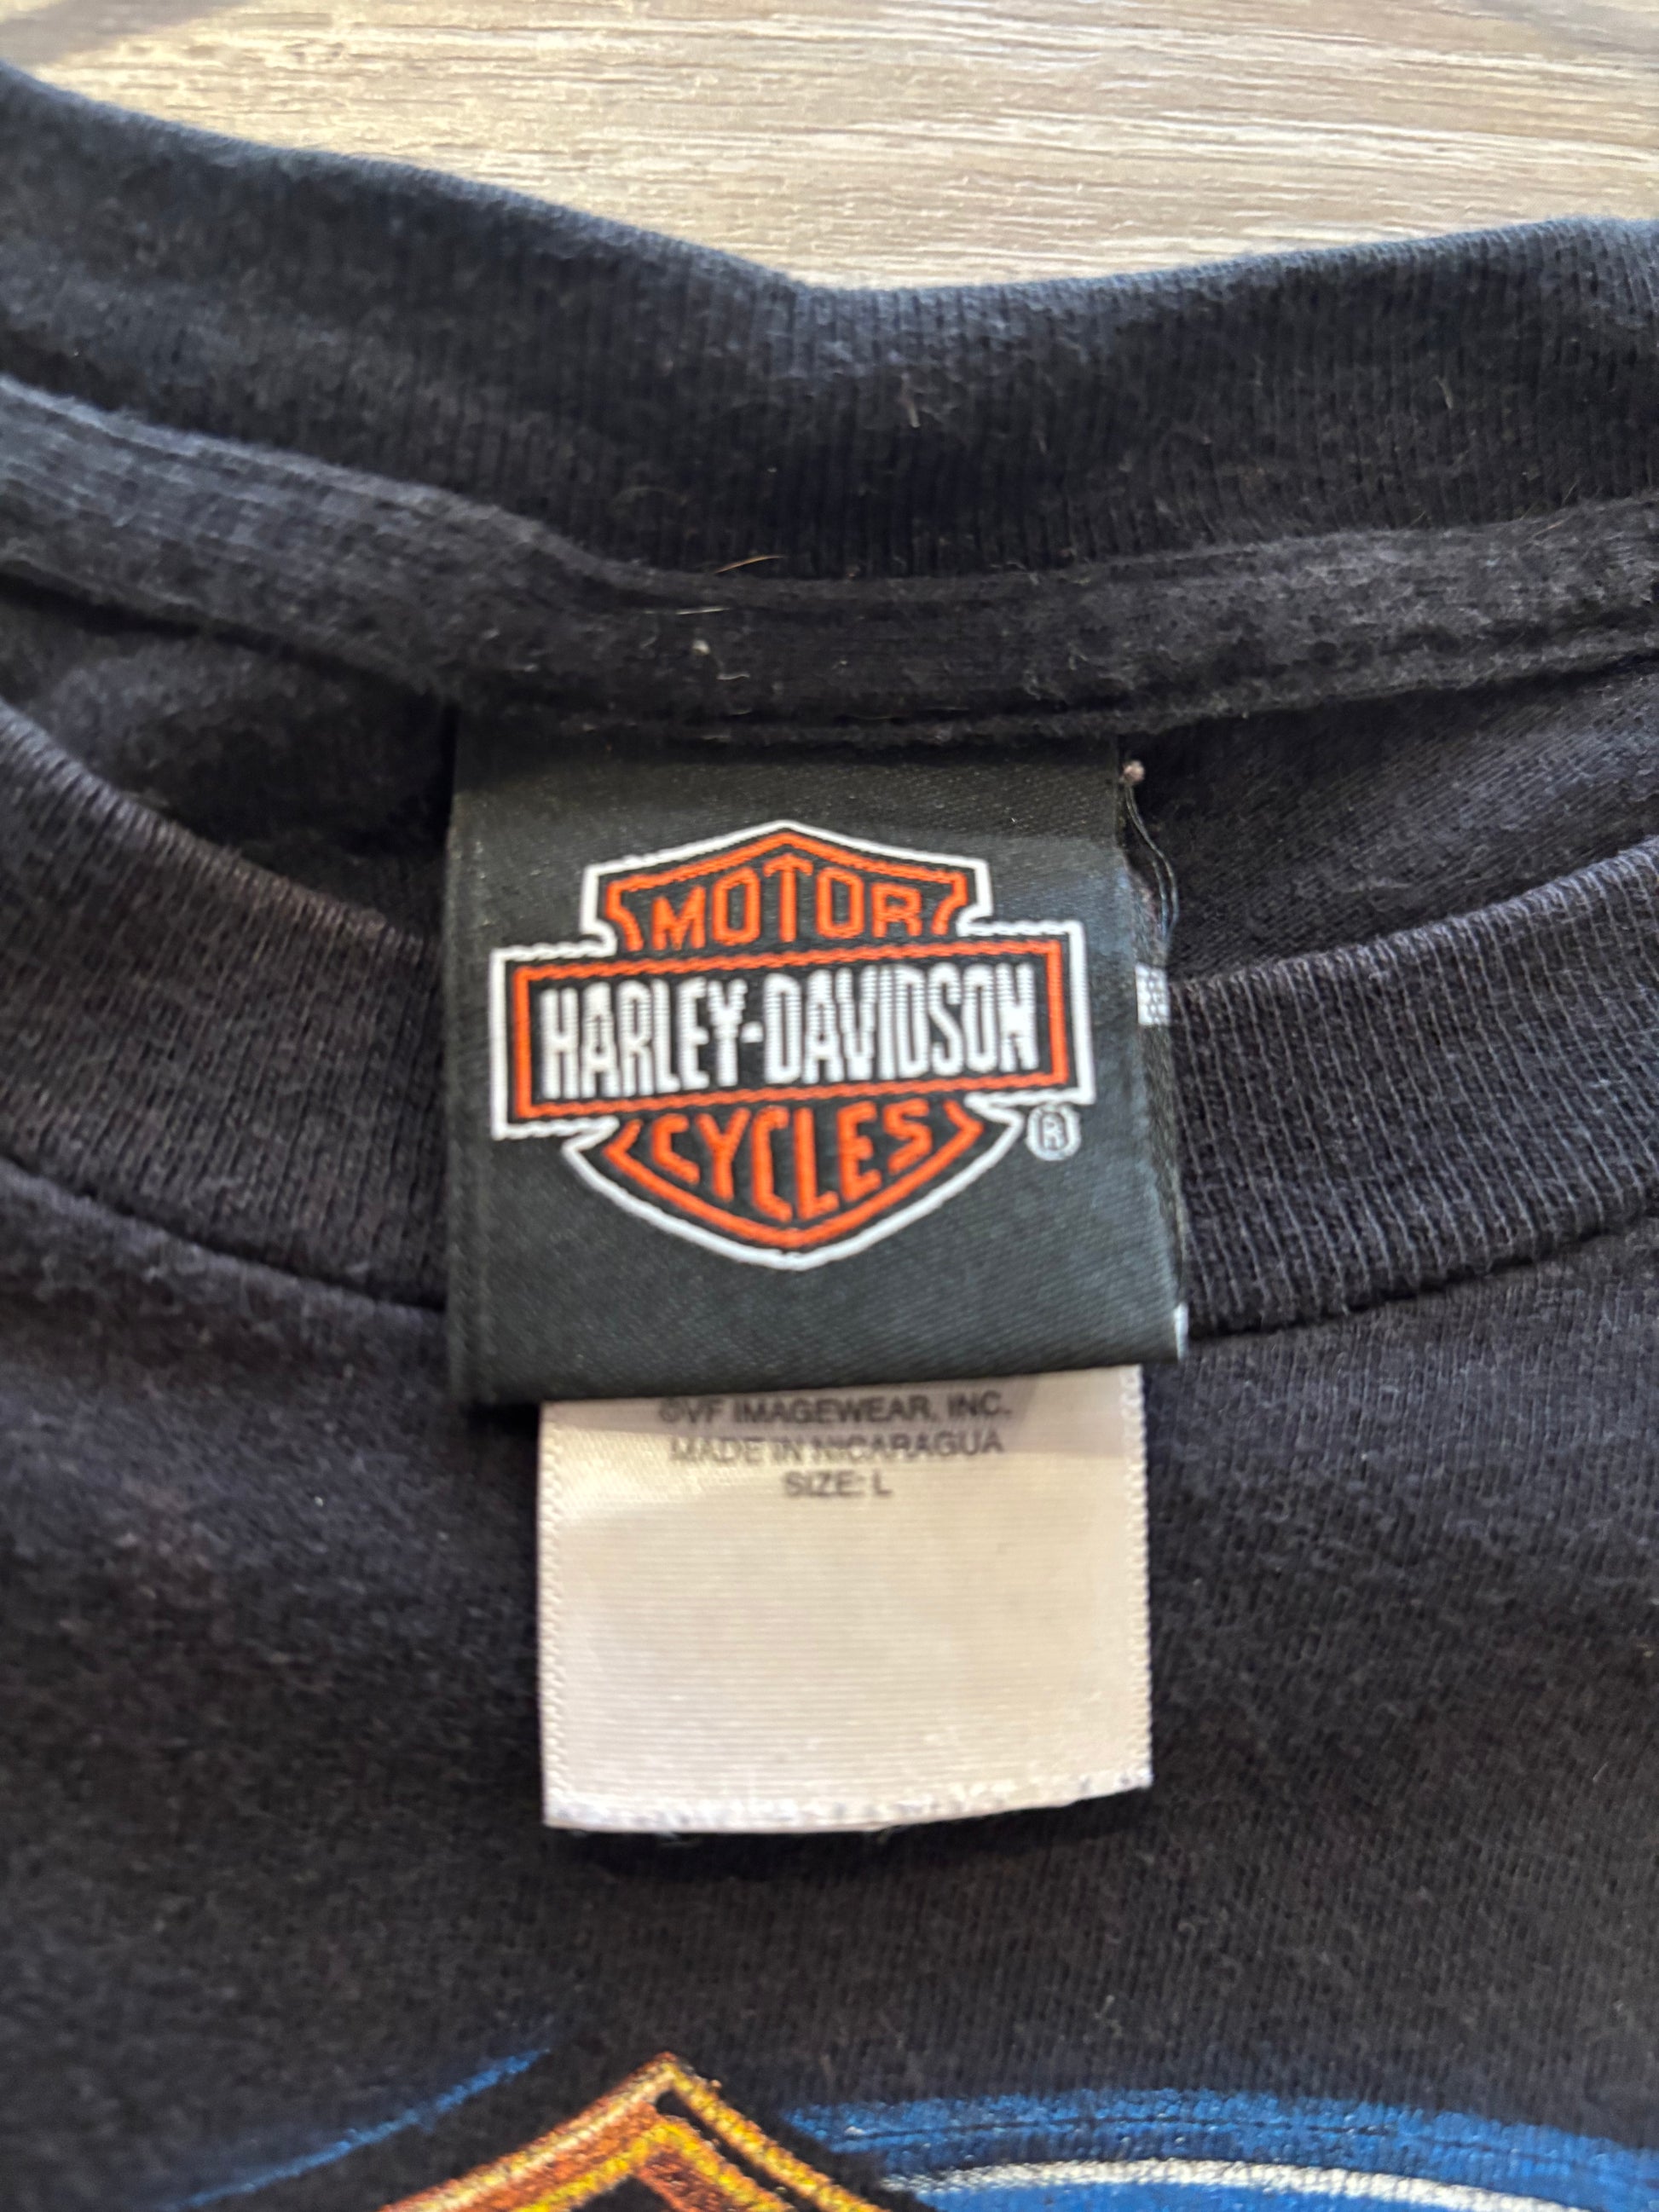 MOTOR
HARLEY-DAVIDSON
CYCLES
®
©VF IMAGEWEAR, INC.
MADE IN NICARAGUA
SIZE: L